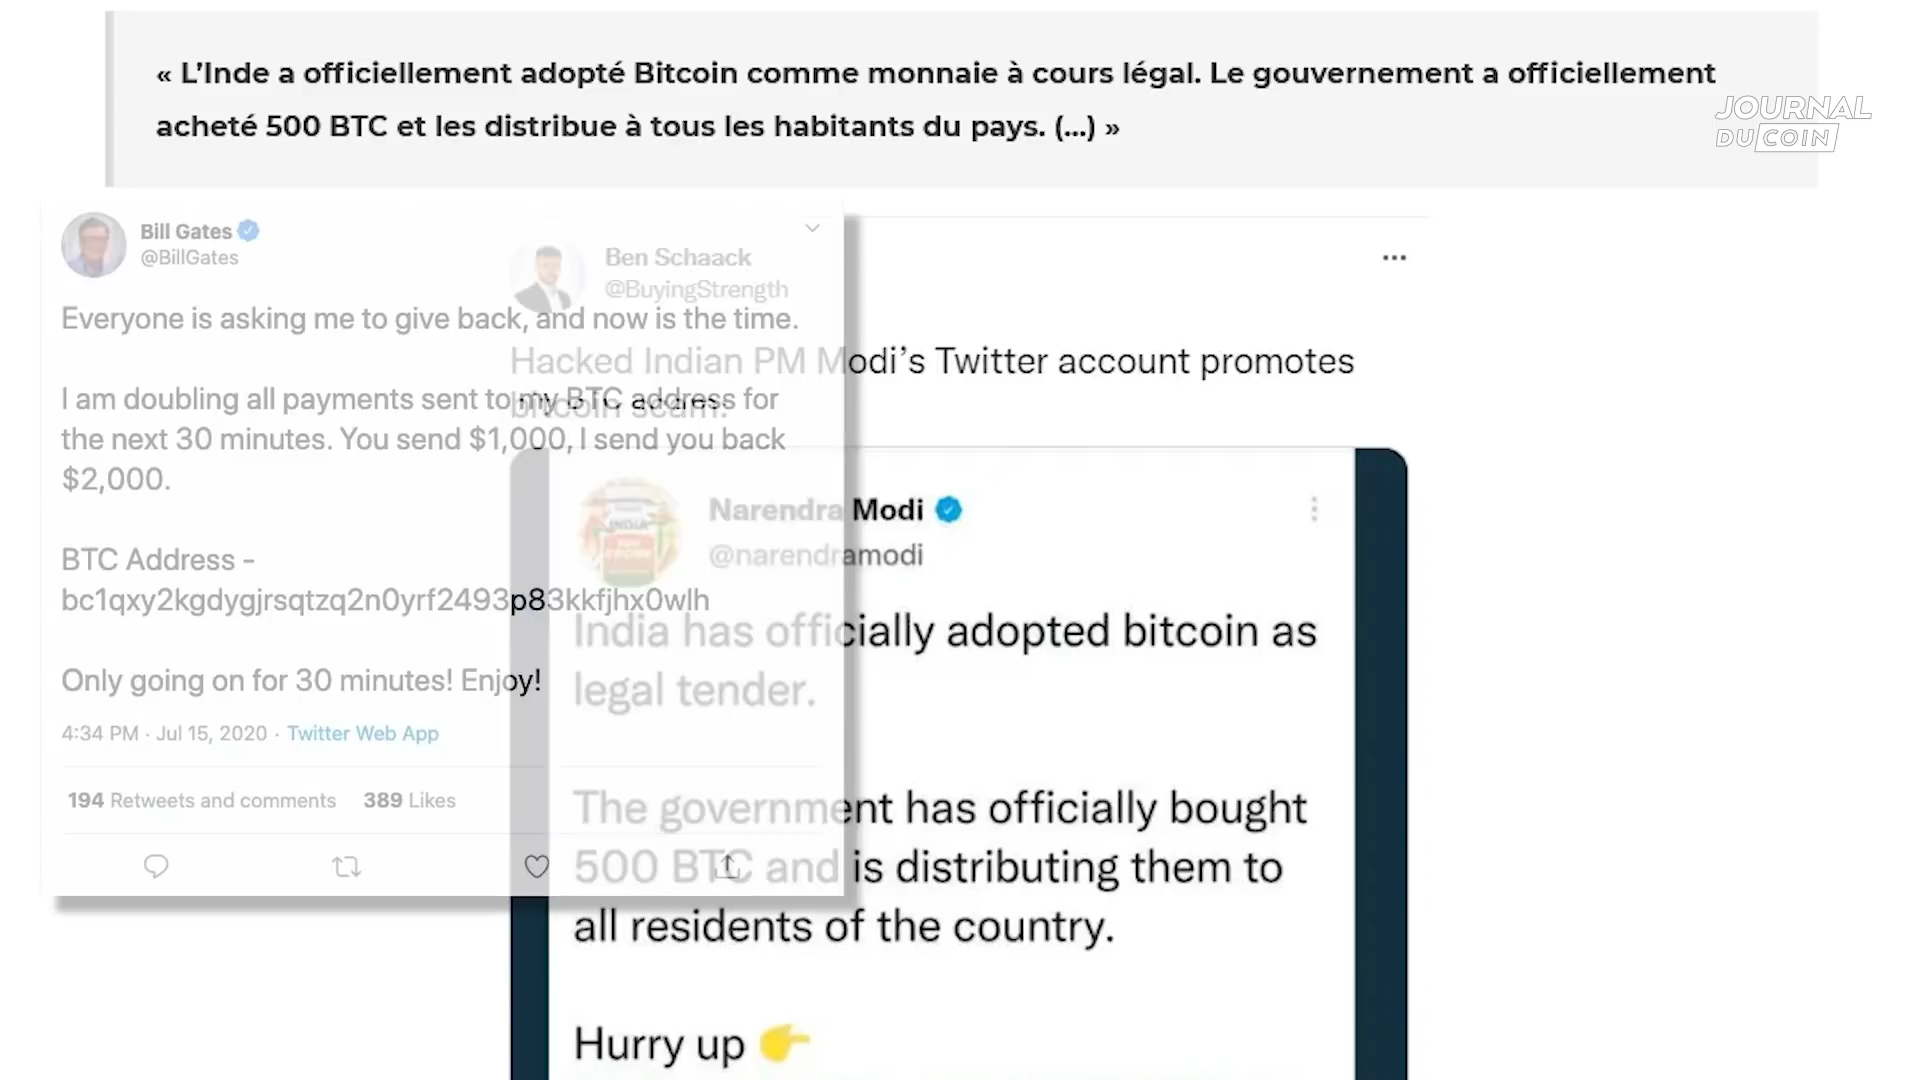 « L’Inde a officiellement adopté Bitcoin comme monnaie à cours légal. Le gouvernement a officiellement
acheté 500 BTC et les distribue à tous les habitants du pays. (...) »
JOURNAL
DU COIN
Bill Gates
@BillGates
Everyone is asking me to give back, and now is the time.
I am doubling all payments sent to my BTC address for
the next 30 minutes. You send $1,000, I send you back
$2,000.
BTC Address -
bc1qxy2kgdygjrsqtzq2n0yrf2493p83kkfjhx0wlh
Only going on for 30 minutes! Enjoy!
4:34 PM · Jul 15, 2020 · Twitter Web App
194 Retweets and comments 389 Likes
Ben Schaack
@BuyingStrength
Hacked Indian PM Modi’s Twitter account promotes
bitcoin scam.
Narendra Modi
@narendramodi
India has officially adopted bitcoin as
legal tender.
The government has officially bought
500 BTC and is distributing them to
all residents of the country.
Hurry up